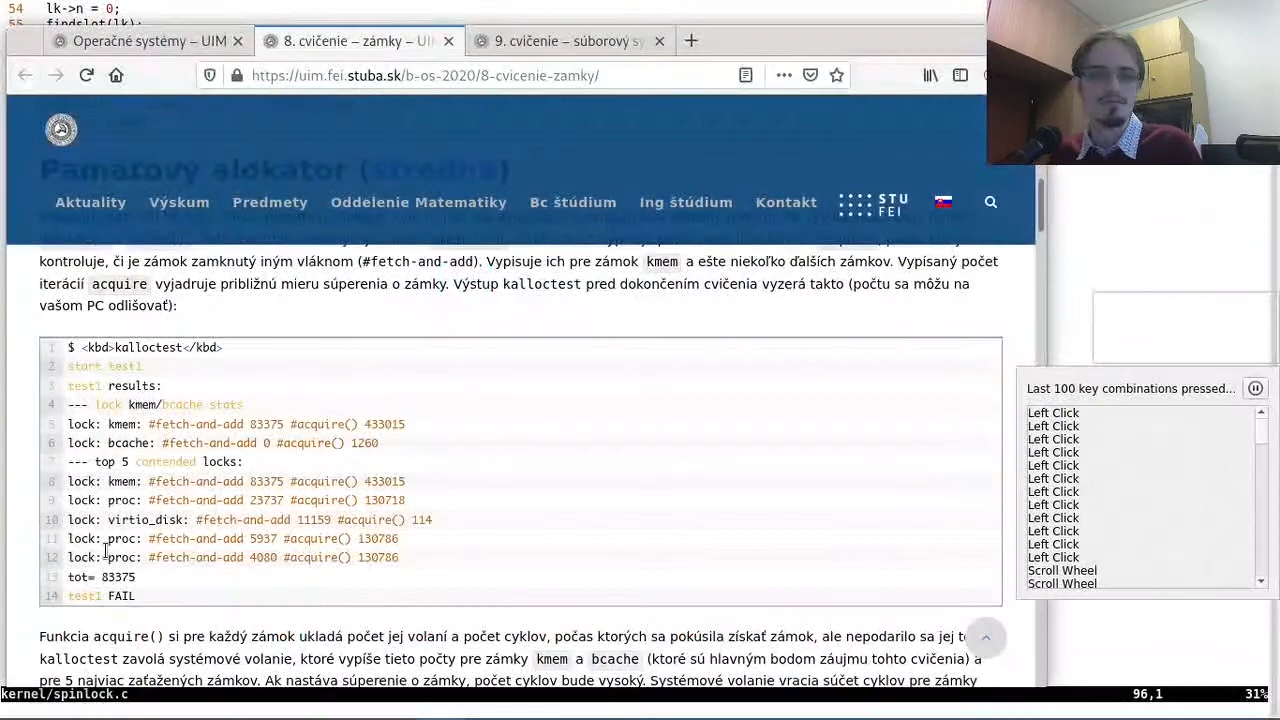 54 lk->n = 0;
55 findslot(lk);
Operačné systémy – UIM
8. cvičenie – zámky – UI
9. cvičenie – súborový sy
https://uim.fei.stuba.sk/b-os-2020/8-cvicenie-zamky/
Pamäťový alokátor (stredné)
Aktuality Výskum Predmety Oddelenie Matematiky Bc štúdium Ing štúdium Kontakt STU FEI
kontroluje, či je zámok zamknutý iným vláknom (#fetch-and-add). Vypisuje ich pre zámok kmem a ešte niekoľko ďalších zámkov. Vypísaný počet
iterácií acquire vyjadruje približnú mieru súperenia o zámky. Výstup kalloctest pred dokončením cvičenia vyzerá takto (počtu sa môžu na
vašom PC odlišovať):
1 $ <kbd>kalloctest</kbd>
2 start test1
3 test1 results:
4 --- lock kmem/bcache stats
5 lock: kmem: #fetch-and-add 83375 #acquire() 433015
6 lock: bcache: #fetch-and-add 0 #acquire() 1260
7 --- top 5 contended locks:
8 lock: kmem: #fetch-and-add 83375 #acquire() 433015
9 lock: proc: #fetch-and-add 23737 #acquire() 130718
10 lock: virtio_disk: #fetch-and-add 11159 #acquire() 114
11 lock: proc: #fetch-and-add 5937 #acquire() 130786
12 lock: proc: #fetch-and-add 4080 #acquire() 130786
13 tot= 83375
14 test1 FAIL
Funkcia acquire() si pre každý zámok ukladá počet jej volaní a počet cyklov, počas ktorých sa pokúsila získať zámok, ale nepodarilo sa jej
kalloctest zavolá systémové volanie, ktoré vypíše tieto počty pre zámky kmem a bcache (ktoré sú hlavným bodom záujmu tohto cvičenia) a
pre 5 najviac zaťažených zámkov. Ak nastáva súperenie o zámky, počet cyklov bude vysoký. Systémové volanie vracia súčet cyklov pre zámky
kernel/spinlock.c 96,1 31%
Last 100 key combinations pressed...
Left Click
Left Click
Left Click
Left Click
Left Click
Left Click
Left Click
Left Click
Left Click
Left Click
Left Click
Left Click
Scroll Wheel
Scroll Wheel